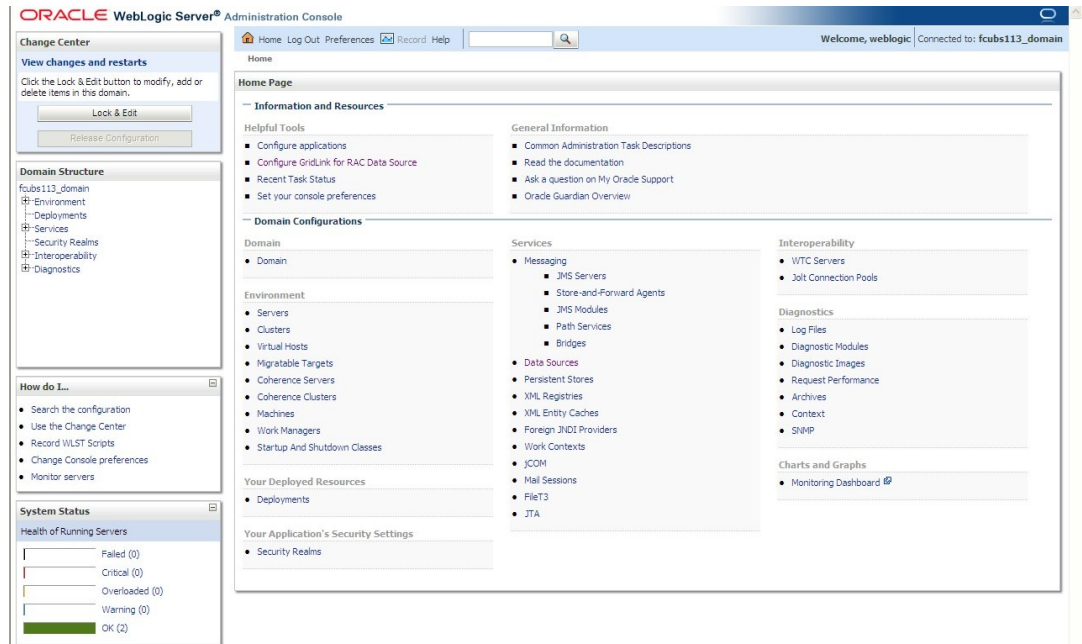 ORACLE WebLogic Server® Administration Console
Change Center
View changes and restarts
Click the Lock & Edit button to modify, add or
delete items in this domain.
Lock & Edit
Release Configuration
Domain Structure
fcubs113_domain
Environment
Deployments
Services
Security Realms
Interoperability
Diagnostics
How do I...
Search the configuration
Use the Change Center
Record WLST Scripts
Change Console preferences
Monitor servers
System Status
Health of Running Servers
Failed (0)
Critical (0)
Overloaded (0)
Warning (0)
OK (2)
Home Log Out Preferences Record Help
Welcome, weblogic Connected to: fcubs113_domain
Home
Home Page
Information and Resources
Helpful Tools
Configure applications
Configure GridLink for RAC Data Source
Recent Task Status
Set your console preferences
General Information
Common Administration Task Descriptions
Read the documentation
Ask a question on My Oracle Support
Oracle Guardian Overview
Domain Configurations
Domain
Domain
Environment
Servers
Clusters
Virtual Hosts
Migratable Targets
Coherence Servers
Coherence Clusters
Machines
Work Managers
Startup And Shutdown Classes
Your Deployed Resources
Deployments
Your Application's Security Settings
Security Realms
Services
Messaging
JMS Servers
Store-and-Forward Agents
JMS Modules
Path Services
Bridges
Data Sources
Persistent Stores
XML Registries
XML Entity Caches
Foreign JNDI Providers
Work Contexts
jCOM
Mail Sessions
FileT3
JTA
Interoperability
WTC Servers
Jolt Connection Pools
Diagnostics
Log Files
Diagnostic Modules
Diagnostic Images
Request Performance
Archives
Context
SNMP
Charts and Graphs
Monitoring Dashboard